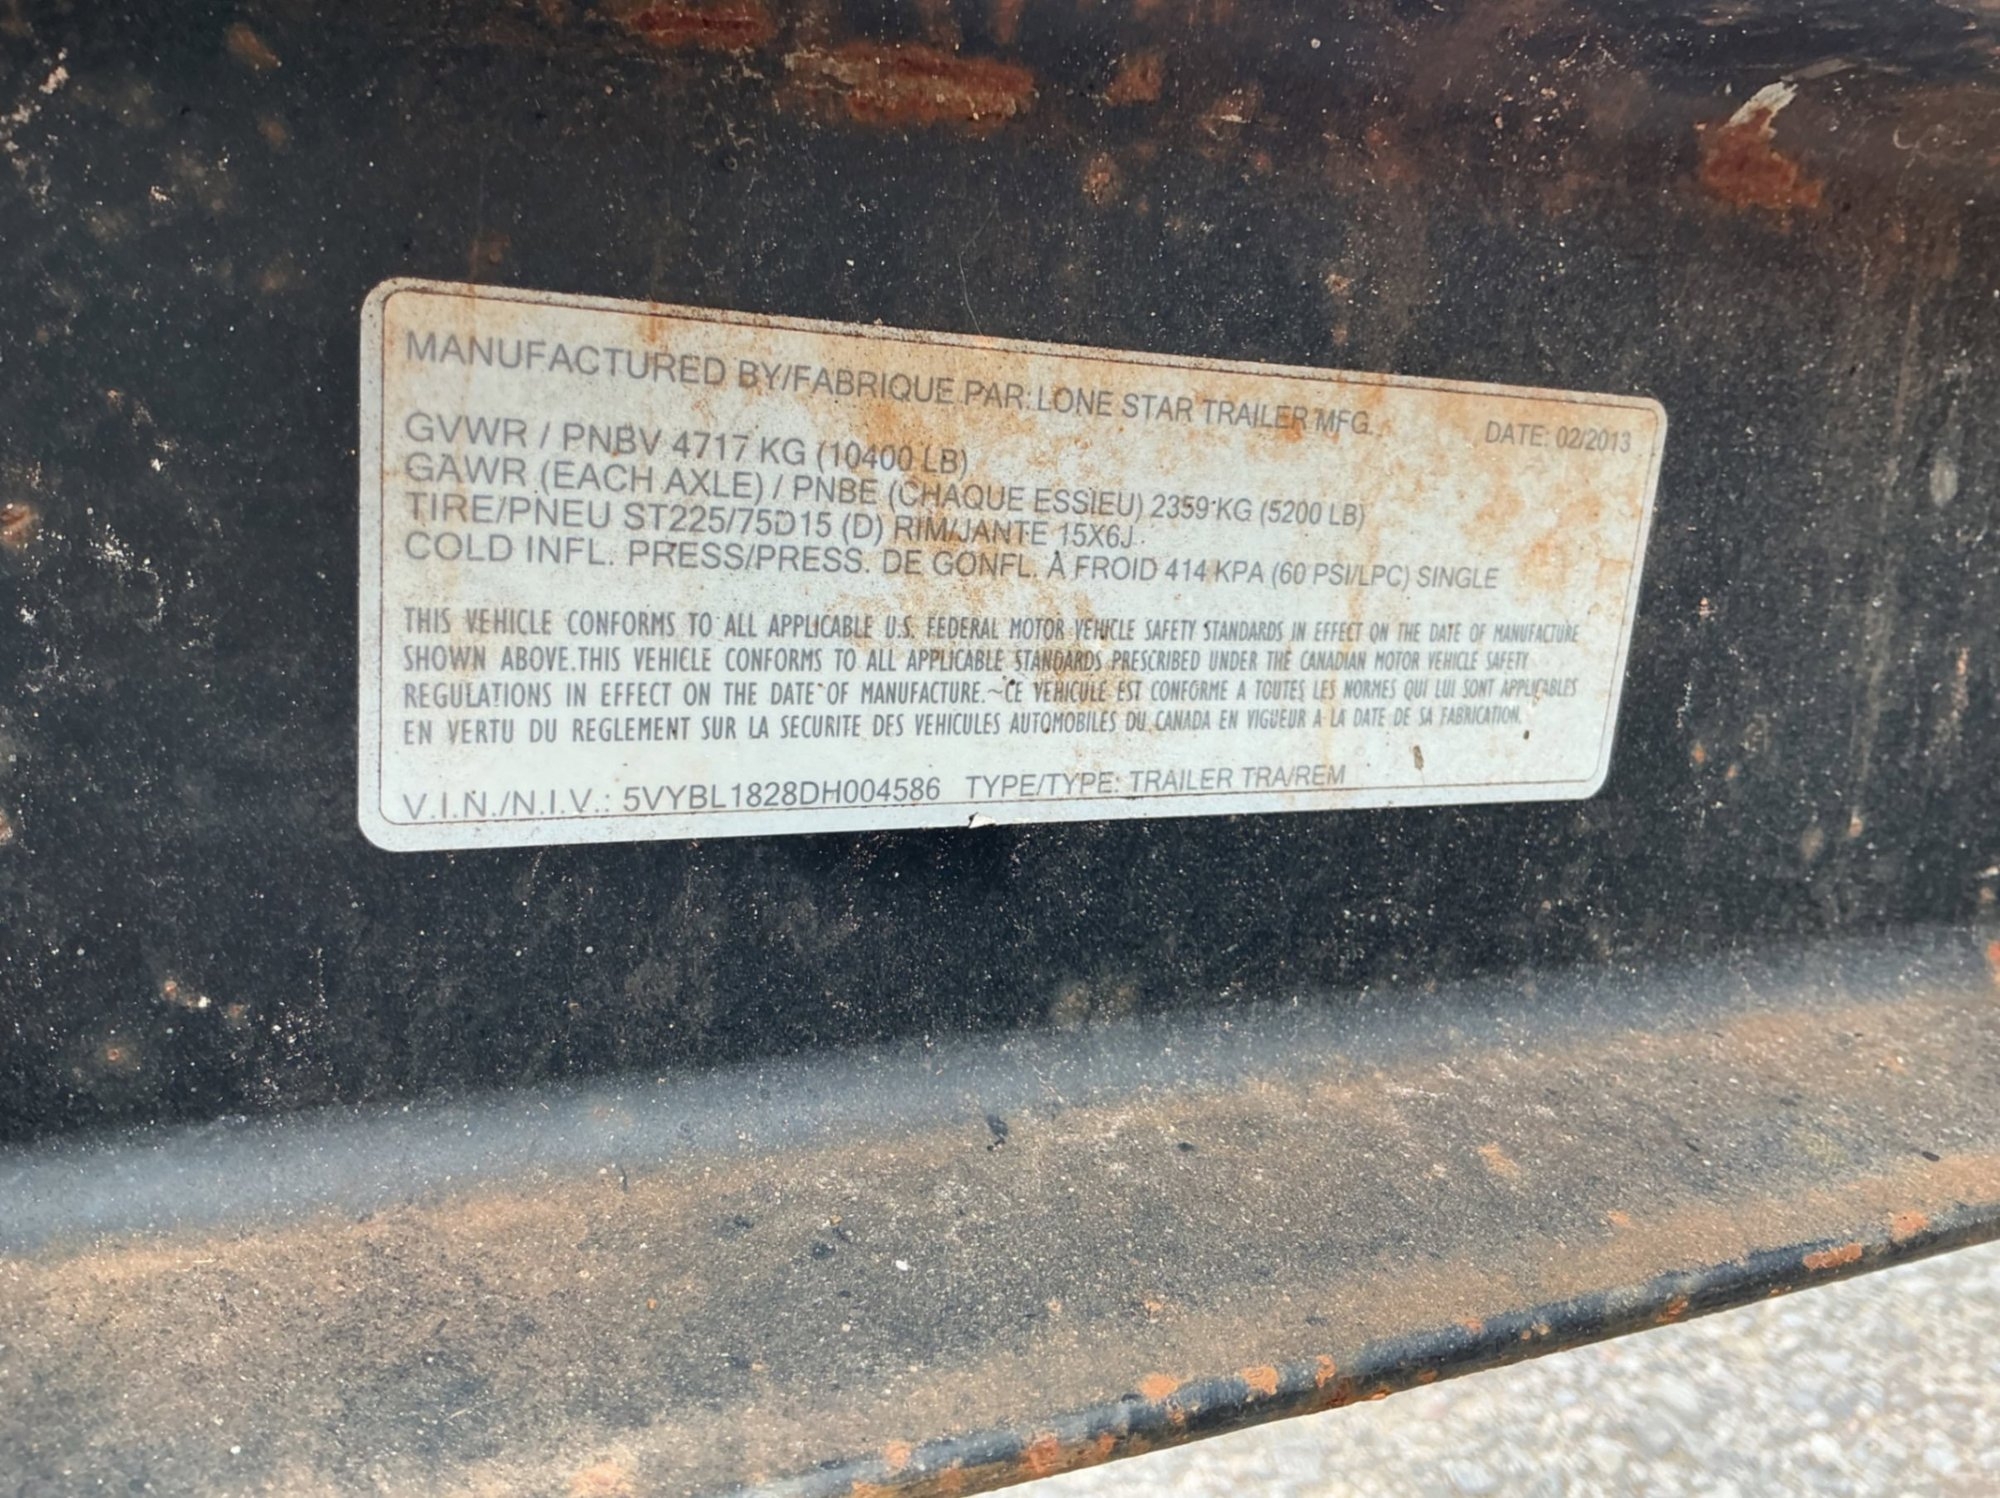 MANUFACTURED BY/FABRIQUE PAR: LONE STAR TRAILER MFG.
DATE: 02/2013
GVWR / PNBV 4717 KG (10400 LB)
GAWR (EACH AXLE) / PNBE (CHAQUE ESSIEU) 2359 KG (5200 LB)
TIRE/PNEU ST225/75D15 (D) RIM/JANTE 15X6J
COLD INFL. PRESS/PRESS. DE GONFL. À FROID 414 KPA (60 PSI/LPC) SINGLE
THIS VEHICLE CONFORMS TO ALL APPLICABLE U.S. FEDERAL MOTOR VEHICLE SAFETY STANDARDS IN EFFECT ON THE DATE OF MANUFACTURE
SHOWN ABOVE.THIS VEHICLE CONFORMS TO ALL APPLICABLE STANDARDS PRESCRIBED UNDER THE CANADIAN MOTOR VEHICLE SAFETY
REGULATIONS IN EFFECT ON THE DATE OF MANUFACTURE.~CE VEHICULE EST CONFORME A TOUTES LES NORMES QUI LUI SONT APPLICABLES
EN VERTU DU REGLEMENT SUR LA SECURITE DES VEHICULES AUTOMOBILES DU CANADA EN VIGUEUR A LA DATE DE SA FABRICATION.
V.I.N./N.I.V.: 5VYBL1828DH004586 TYPE/TYPE: TRAILER TRA/REM